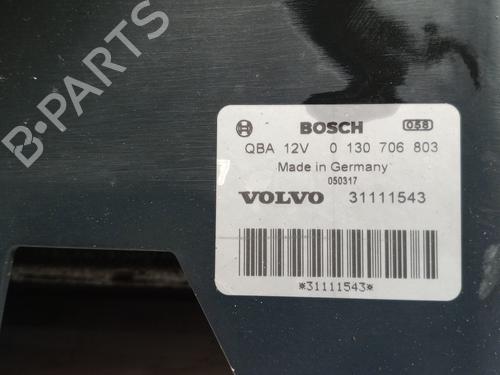 BOSCH 058
QBA 12V 0 130 706 803
Made in Germany
050317
VOLVO 31111543
*31111543*
B-Parts